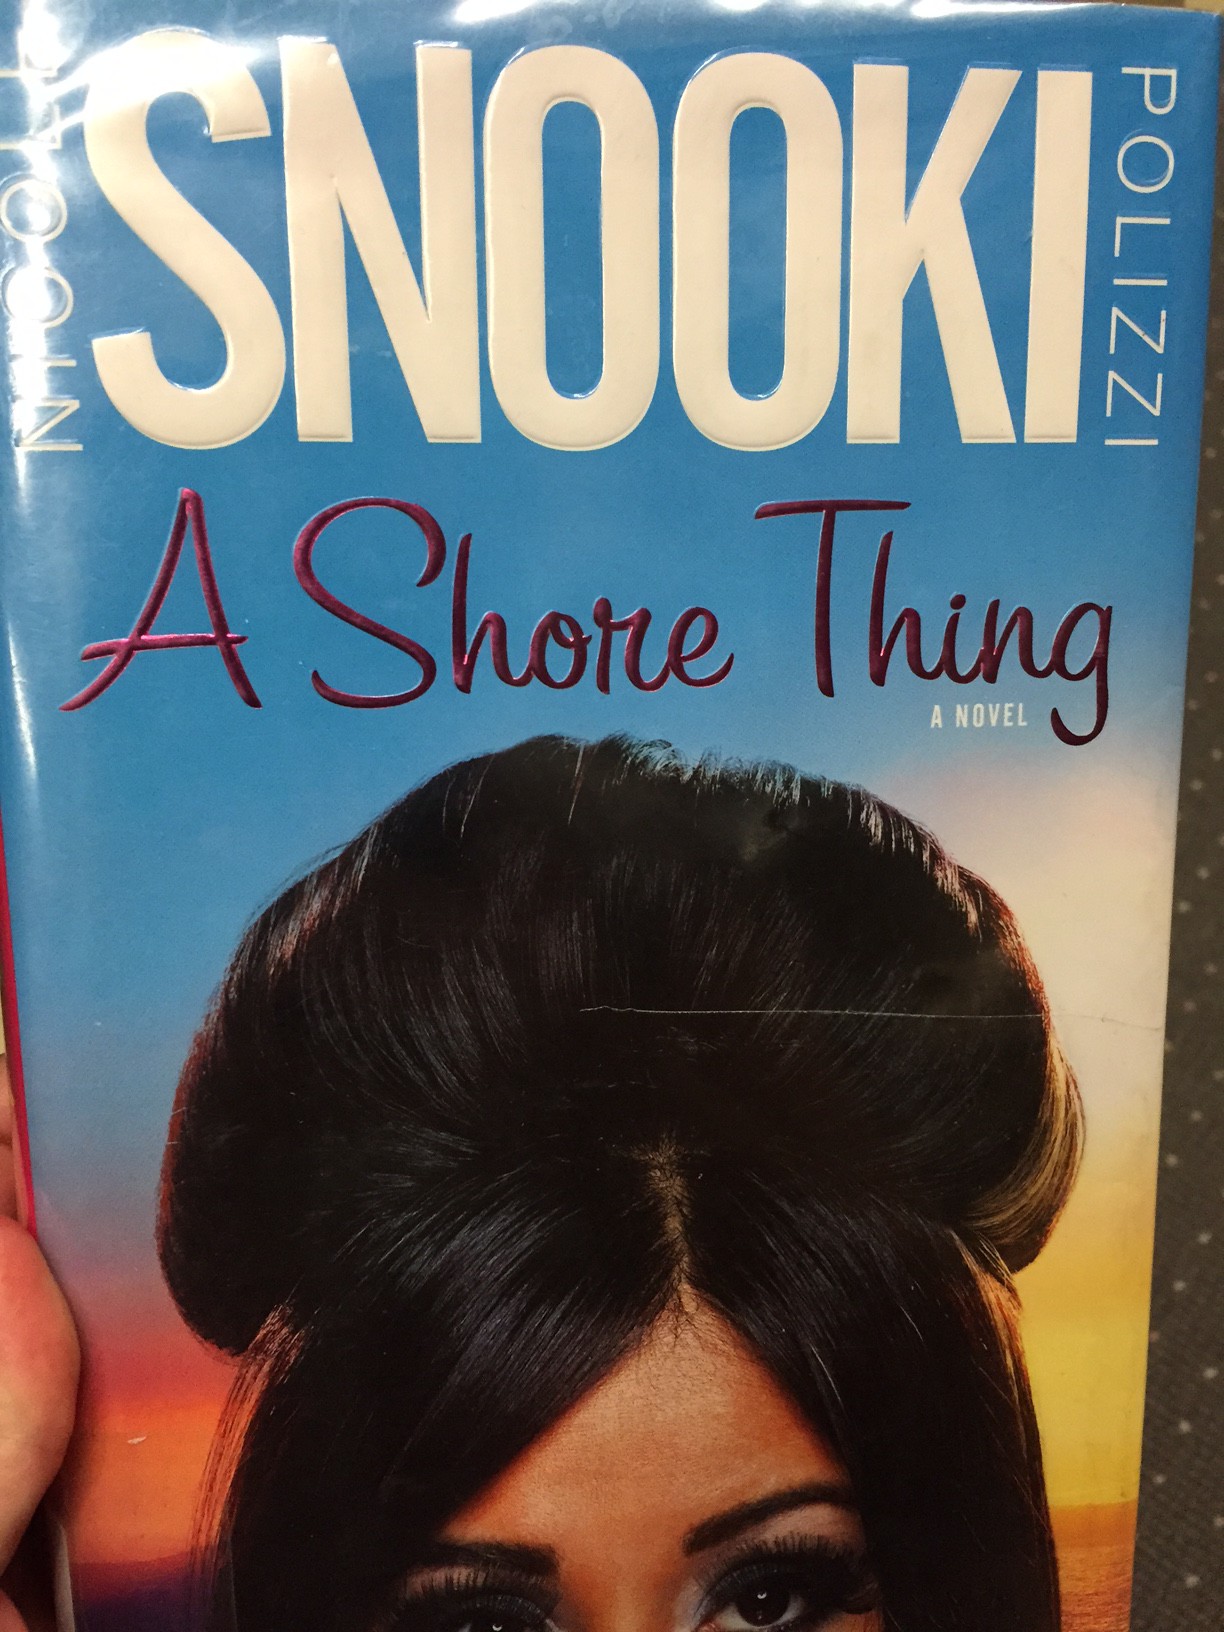 NICOLE
SNOOKI
POLIZZI
A Shore Thing
A NOVEL